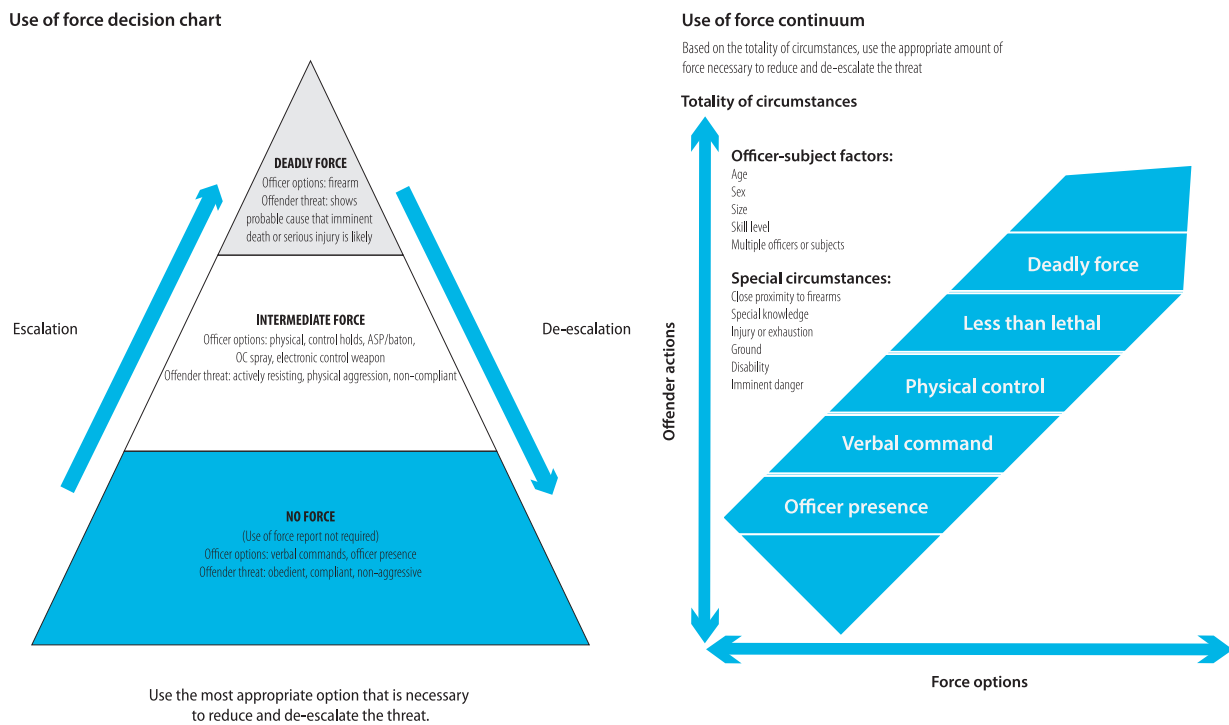 Use of force decision chart
DEADLY FORCE
Officer options: firearm
Offender threat: shows
probable cause that imminent
death or serious injury is likely
Escalation
De-escalation
INTERMEDIATE FORCE
Officer options: physical, control holds, ASP/baton,
OC spray, electronic control weapon
Offender threat: actively resisting, physical aggression, non-compliant
NO FORCE
(Use of force report not required)
Officer options: verbal commands, officer presence
Offender threat: obedient, compliant, non-aggressive
Use the most appropriate option that is necessary
to reduce and de-escalate the threat.
Use of force continuum
Based on the totality of circumstances, use the appropriate amount of
force necessary to reduce and de-escalate the threat
Totality of circumstances
Officer-subject factors:
Age
Sex
Size
Skill level
Multiple officers or subjects
Special circumstances:
Close proximity to firearms
Special knowledge
Injury or exhaustion
Ground
Disability
Imminent danger
Offender actions
Deadly force
Less than lethal
Physical control
Verbal command
Officer presence
Force options